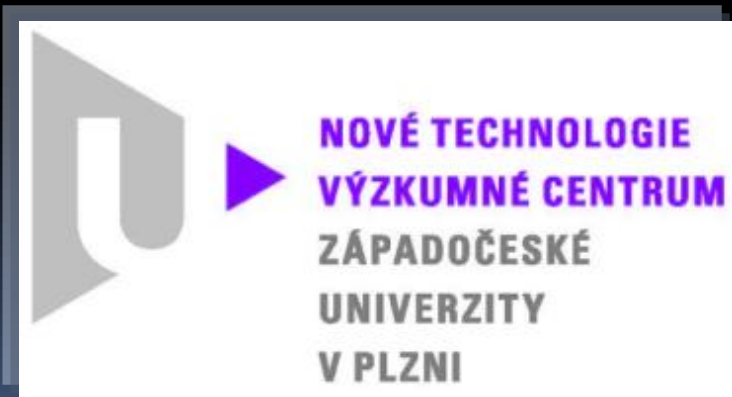 NOVÉ TECHNOLOGIE
VÝZKUMNÉ CENTRUM
ZÁPADOČESKÉ
UNIVERZITY
V PLZNI